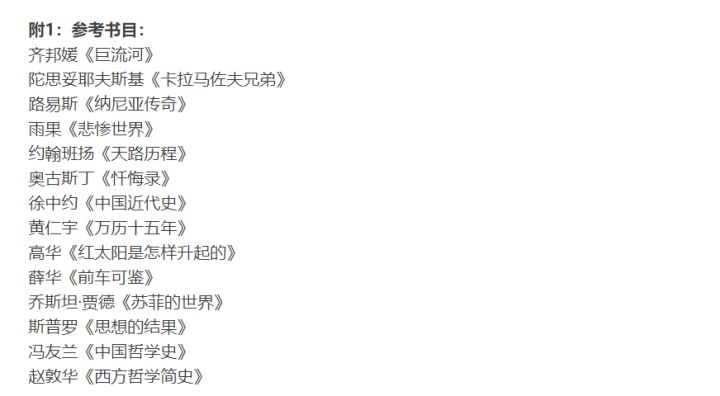 附1：参考书目：
齐邦媛《巨流河》
陀思妥耶夫斯基《卡拉马佐夫兄弟》
路易斯《纳尼亚传奇》
雨果《悲惨世界》
约翰班扬《天路历程》
奥古斯丁《忏悔录》
徐中约《中国近代史》
黄仁宇《万历十五年》
高华《红太阳是怎样升起的》
薛华《前车可鉴》
乔斯坦·贾德《苏菲的世界》
斯普罗《思想的结果》
冯友兰《中国哲学史》
赵敦华《西方哲学简史》